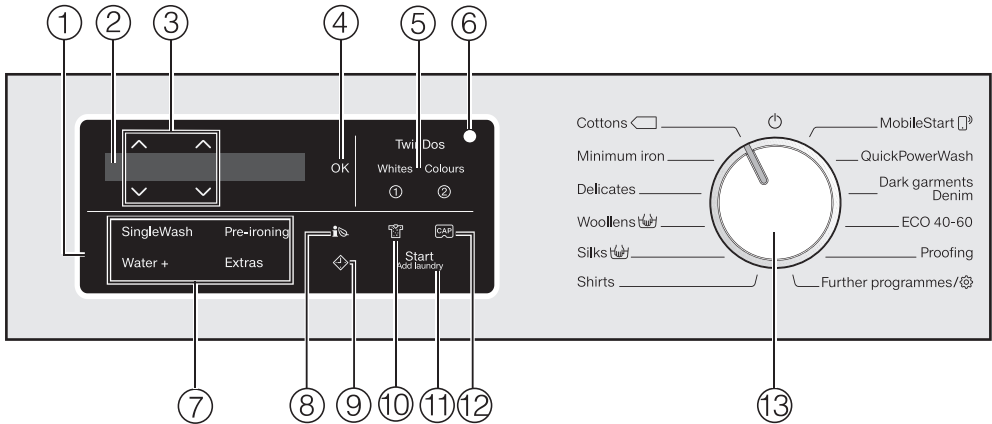 ① ② ③ ④ ⑤ ⑥
TwinDos
OK Whites Colours
① ②
SingleWash Pre-ironing
Water + Extras
CAP
Start
Add laundry
Cottons
Minimum iron
Delicates
Woollens
Silks
Shirts
MobileStart
QuickPowerWash
Dark garments
Denim
ECO 40-60
Proofing
Further programmes/
⑦ ⑧ ⑨ ⑩ ⑪ ⑫ ⑬